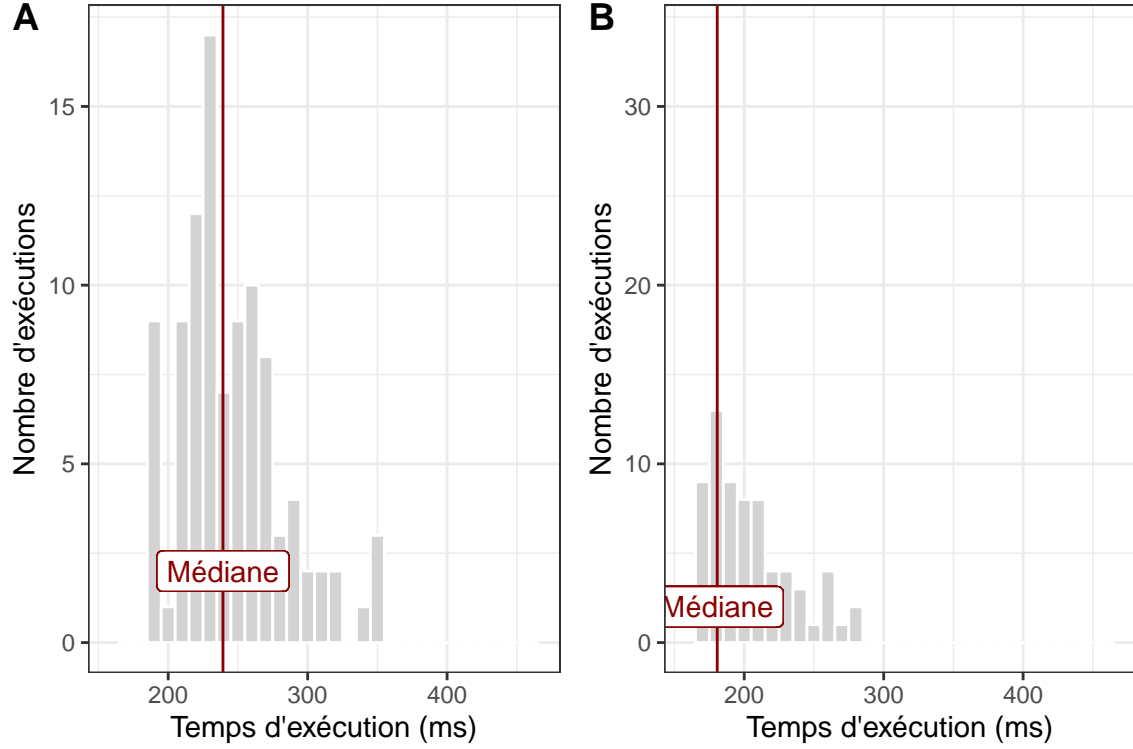 A
Nombre d'exécutions
15
10
5
0
Médiane
200
300
400
Temps d'exécution (ms)
B
Nombre d'exécutions
30
20
10
0
Médiane
200
300
400
Temps d'exécution (ms)